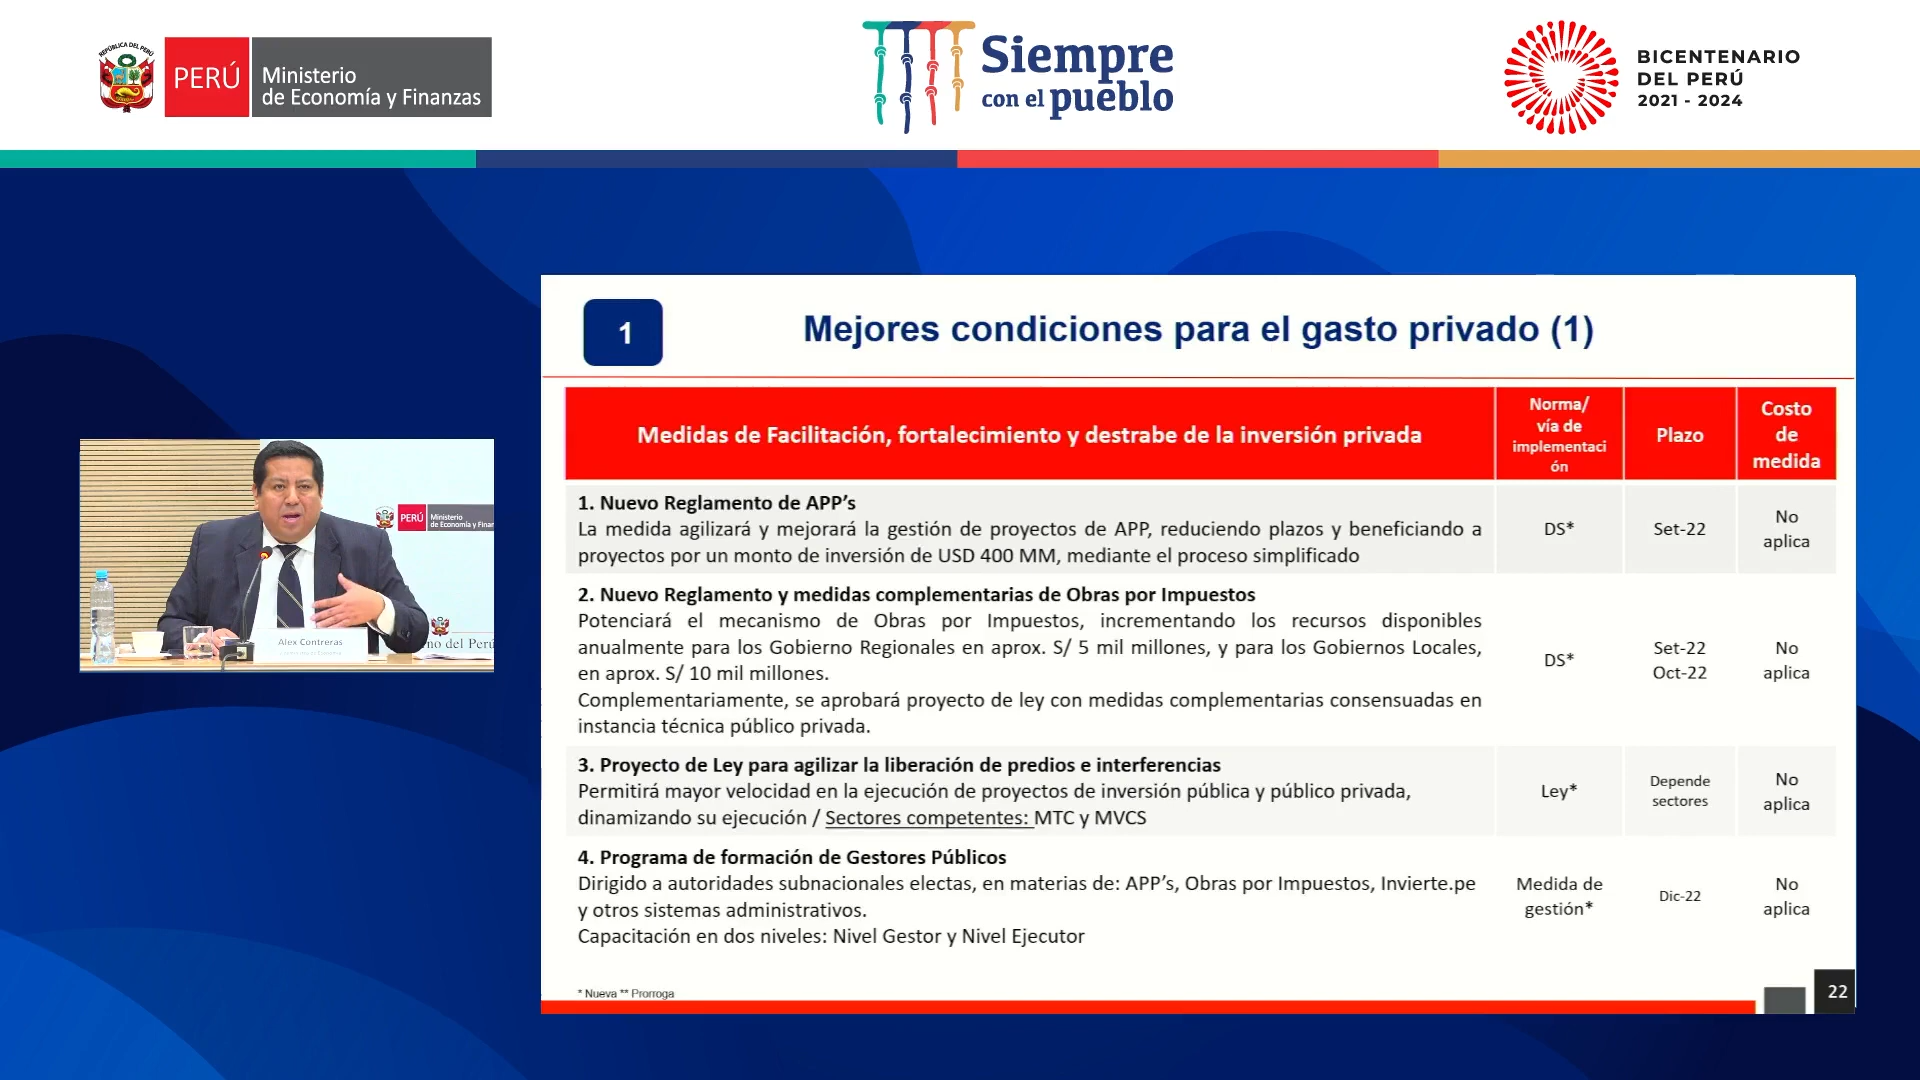 REPÚBLICA DEL PERÚ
PERÚ
Ministerio
de Economía y Finanzas
Siempre
con el pueblo
BICENTENARIO
DEL PERÚ
2021 - 2024
1
Mejores condiciones para el gasto privado (1)
Medidas de Facilitación, fortalecimiento y destrabe de la inversión privada
Norma/
vía de
implementaci
ón
Plazo
Costo
de
medida
1. Nuevo Reglamento de APP's
La medida agilizará y mejorará la gestión de proyectos de APP, reduciendo plazos y beneficiando a
proyectos por un monto de inversión de USD 400 MM, mediante el proceso simplificado
DS*
Set-22
No
aplica
2. Nuevo Reglamento y medidas complementarias de Obras por Impuestos
Potenciará el mecanismo de Obras por Impuestos, incrementando los recursos disponibles
anualmente para los Gobierno Regionales en aprox. S/ 5 mil millones, y para los Gobiernos Locales,
en aprox. S/ 10 mil millones.
Complementariamente, se aprobará proyecto de ley con medidas complementarias consensuadas en
instancia técnica público privada.
DS*
Set-22
Oct-22
No
aplica
3. Proyecto de Ley para agilizar la liberación de predios e interferencias
Permitirá mayor velocidad en la ejecución de proyectos de inversión pública y público privada,
dinamizando su ejecución / Sectores competentes: MTC y MVCS
Ley*
Depende
sectores
No
aplica
4. Programa de formación de Gestores Públicos
Dirigido a autoridades subnacionales electas, en materias de: APP's, Obras por Impuestos, Invierte.pe
y otros sistemas administrativos.
Capacitación en dos niveles: Nivel Gestor y Nivel Ejecutor
Medida de
gestión*
Dic-22
No
aplica
* Nueva ** Prorroga
22
PERÚ
Ministerio
de Economía y Finan
no del Perú
Alex Contreras